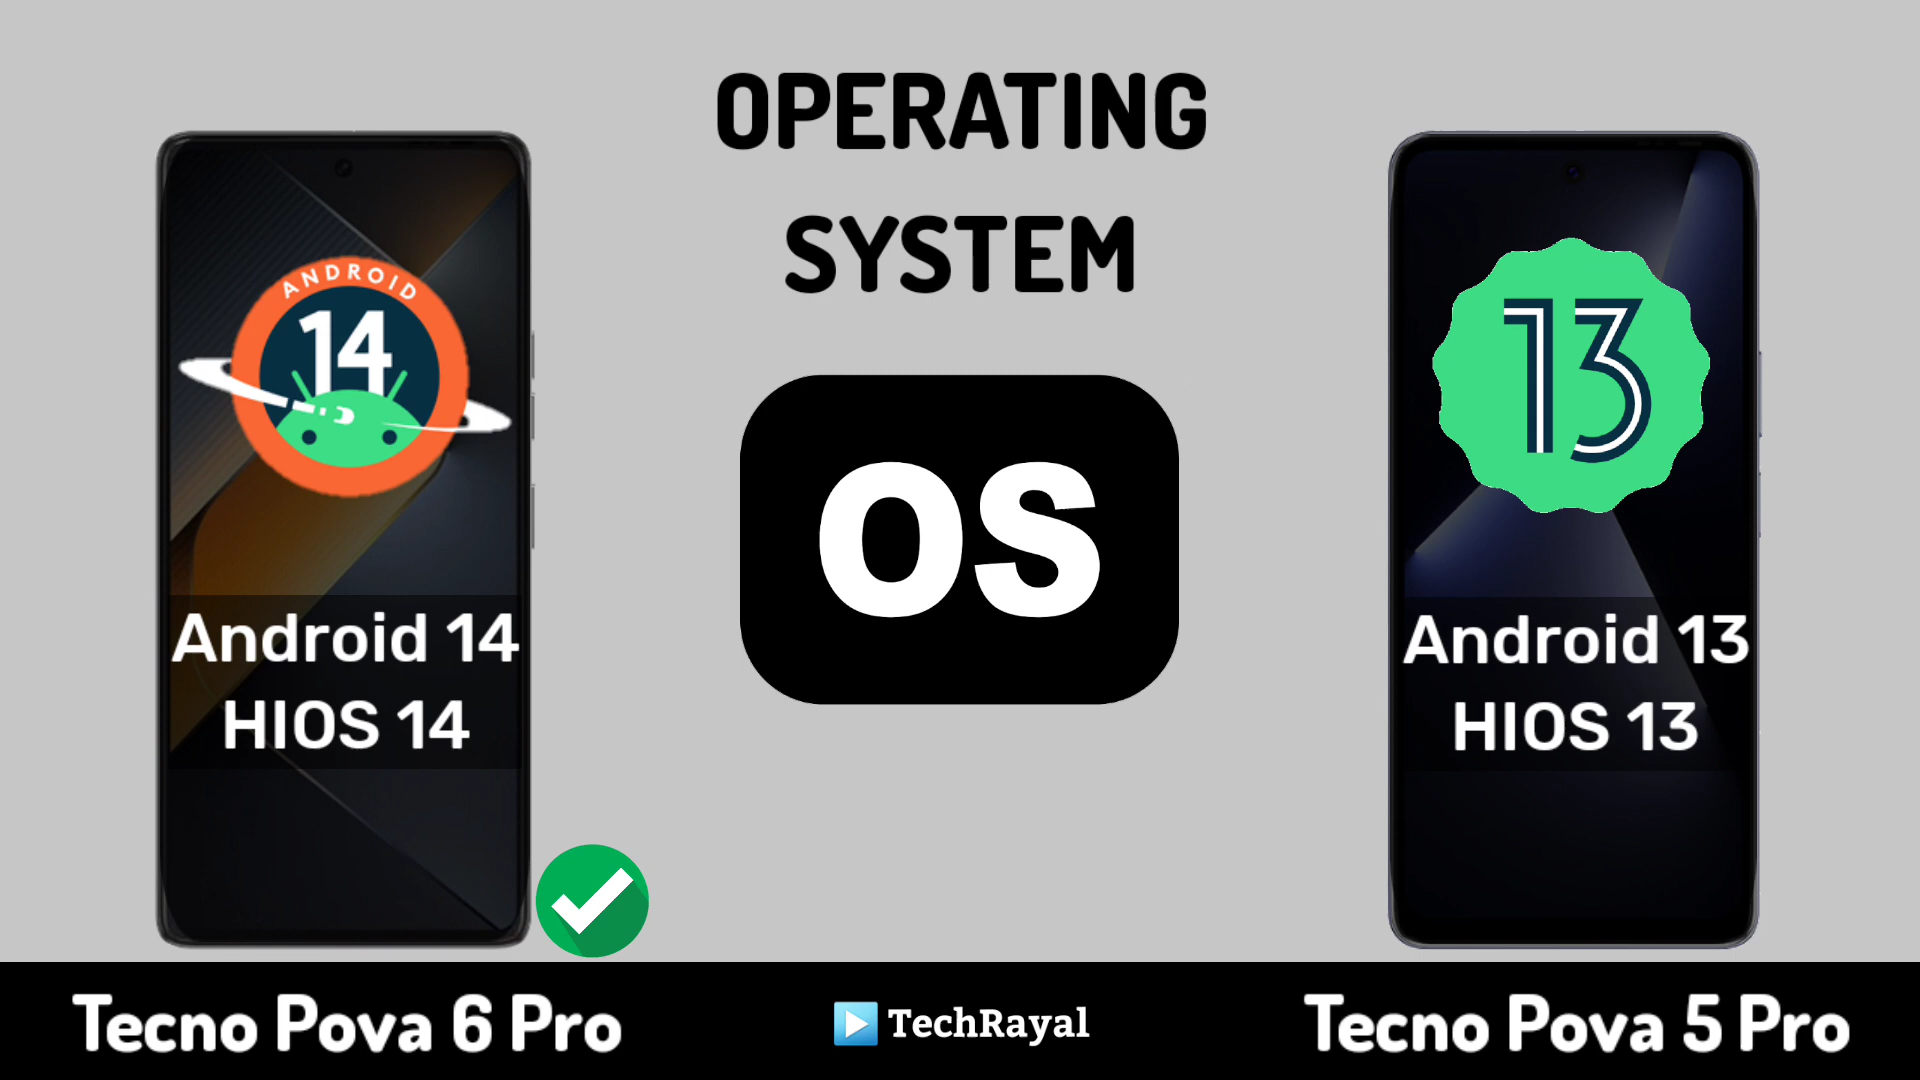 OPERATING
SYSTEM
ANDROID
14
Android 14
HIOS 14
OS
13
Android 13
HIOS 13
Tecno Pova 6 Pro
TechRayal
Tecno Pova 5 Pro